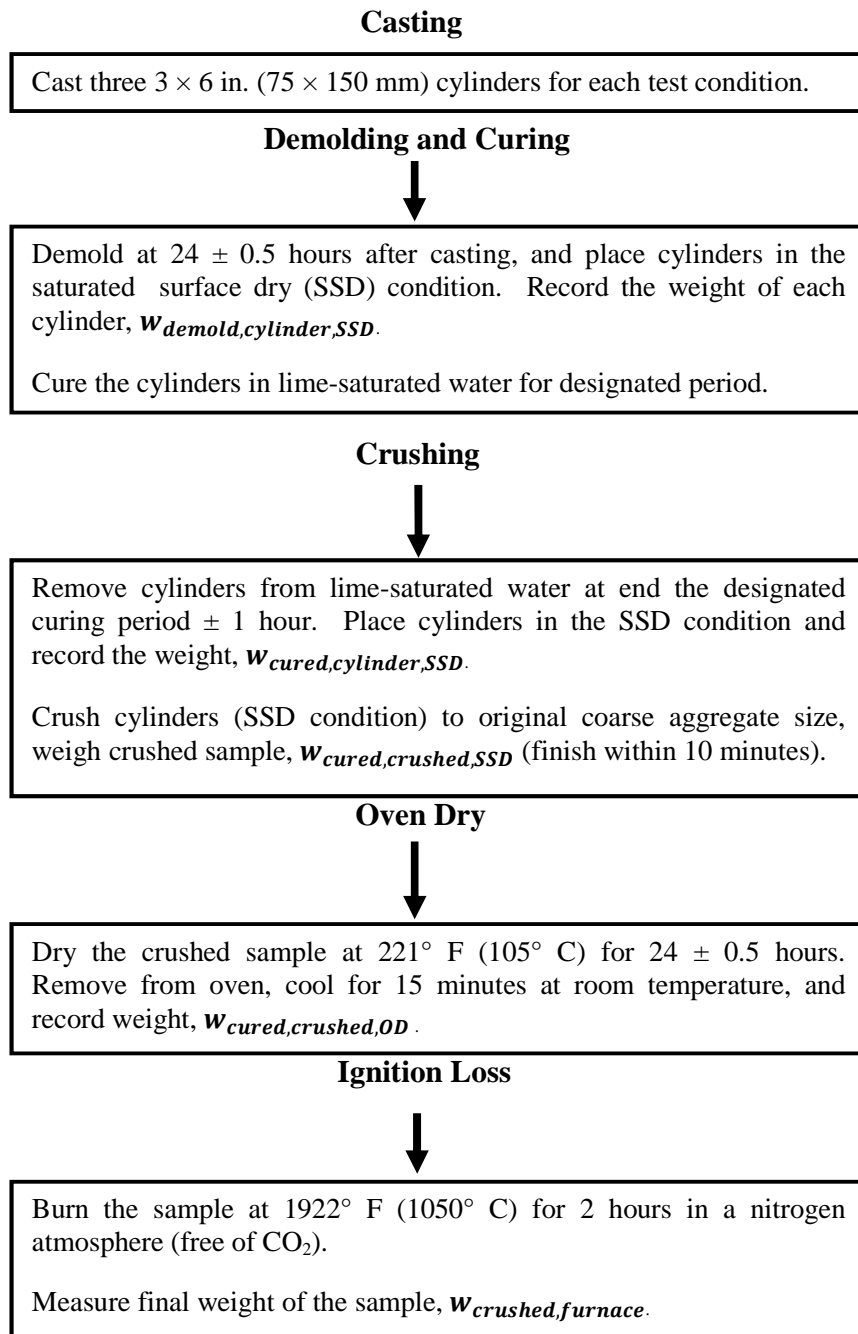 Casting
Cast three 3 × 6 in. (75 × 150 mm) cylinders for each test condition.
Demolding and Curing
Demold at 24 ± 0.5 hours after casting, and place cylinders in the
saturated surface dry (SSD) condition. Record the weight of each
cylinder, w_demold,cylinder,SSD.
Cure the cylinders in lime-saturated water for designated period.
Crushing
Remove cylinders from lime-saturated water at end the designated
curing period ± 1 hour. Place cylinders in the SSD condition and
record the weight, w_cured,cylinder,SSD.
Crush cylinders (SSD condition) to original coarse aggregate size,
weigh crushed sample, w_cured,crushed,SSD (finish within 10 minutes).
Oven Dry
Dry the crushed sample at 221° F (105° C) for 24 ± 0.5 hours.
Remove from oven, cool for 15 minutes at room temperature, and
record weight, w_cured,crushed,OD .
Ignition Loss
Burn the sample at 1922° F (1050° C) for 2 hours in a nitrogen
atmosphere (free of CO₂).
Measure final weight of the sample, w_crushed,furnace.